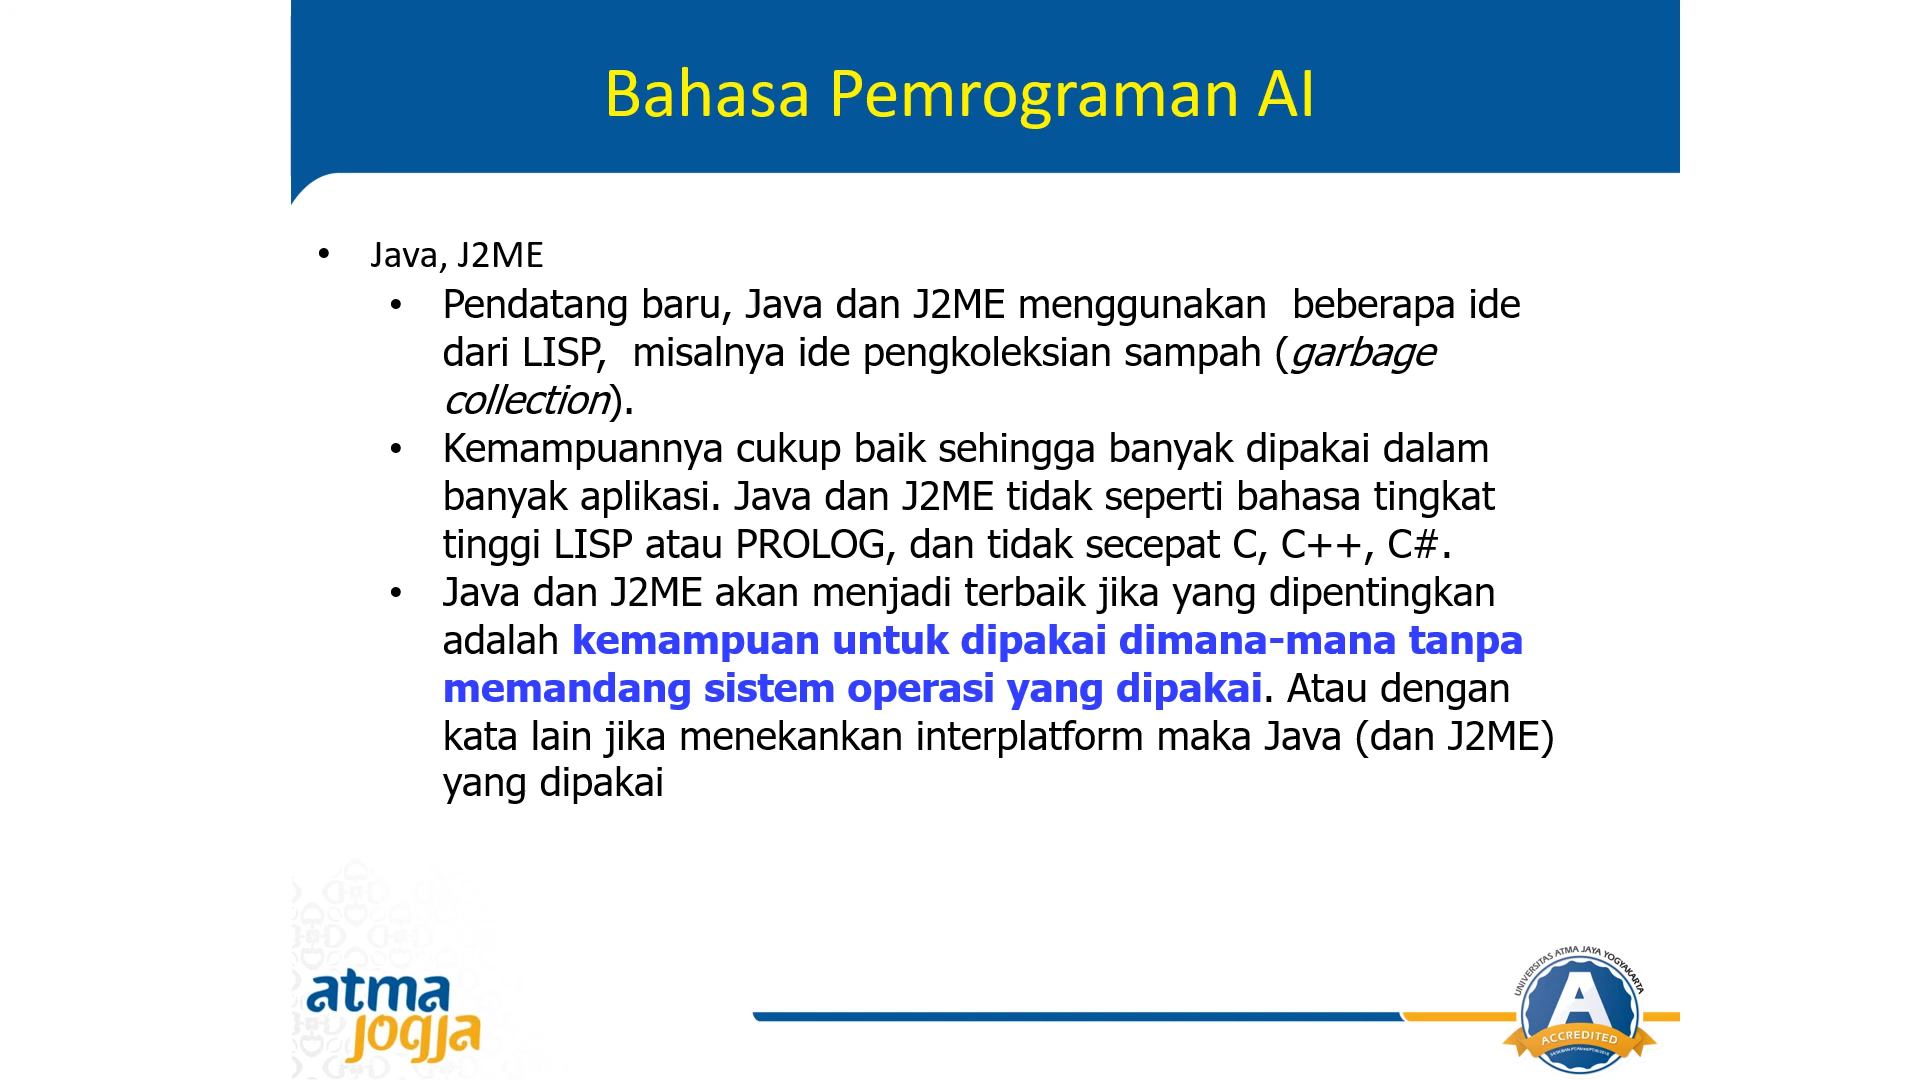 Bahasa Pemrograman AI
• Java, J2ME
• Pendatang baru, Java dan J2ME menggunakan  beberapa ide
dari LISP,  misalnya ide pengkoleksian sampah (garbage
collection).
• Kemampuannya cukup baik sehingga banyak dipakai dalam
banyak aplikasi. Java dan J2ME tidak seperti bahasa tingkat
tinggi LISP atau PROLOG, dan tidak secepat C, C++, C#.
• Java dan J2ME akan menjadi terbaik jika yang dipentingkan
adalah kemampuan untuk dipakai dimana-mana tanpa
memandang sistem operasi yang dipakai. Atau dengan
kata lain jika menekankan interplatform maka Java (dan J2ME)
yang dipakai
atma
jogja
UNIVERSITAS ATMA JAYA YOGYAKARTA
A
ACCREDITED